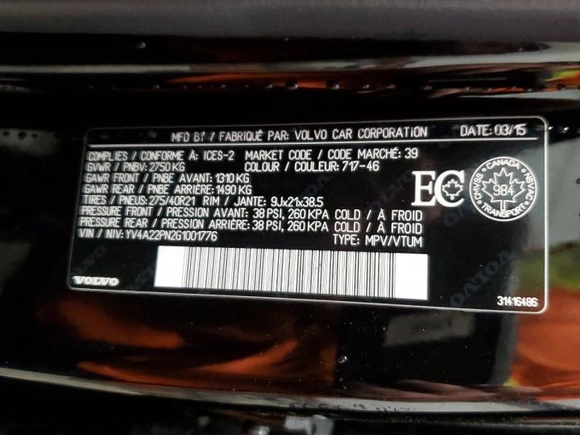 MFD BY / FABRIQUÉ PAR: VOLVO CAR CORPORATION DATE: 03/15
COMPLIES / CONFORME À: ICES-2 MARKET CODE / CODE MARCHÉ: 39
GVWR / PNBV: 2750 KG COLOUR / COULEUR: 717-46
GAWR FRONT / PNBE AVANT: 1310 KG
GAWR REAR / PNBE ARRIÈRE: 1490 KG
TIRES / PNEUS: 275/40R21 RIM / JANTE: 9Jx21x38.5
PRESSURE FRONT / PRESSION AVANT: 38 PSI, 260 KPA COLD / À FROID
PRESSURE REAR / PRESSION ARRIÈRE: 38 PSI, 260 KPA COLD / À FROID
VIN / NIV: YV4A22PN261001776 TYPE: MPV/VTUM
EC
CANADA
984
TRANSPORT
VOLVO
31416486